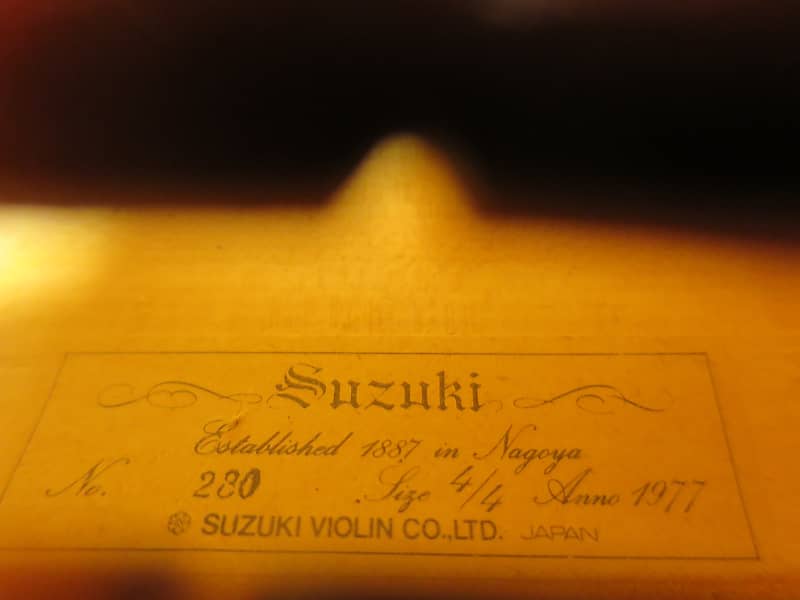 Suzuki
Established 1887 in Nagoya
No. 280 Size 4/4 Anno 1977
SUZUKI VIOLIN CO.,LTD. JAPAN